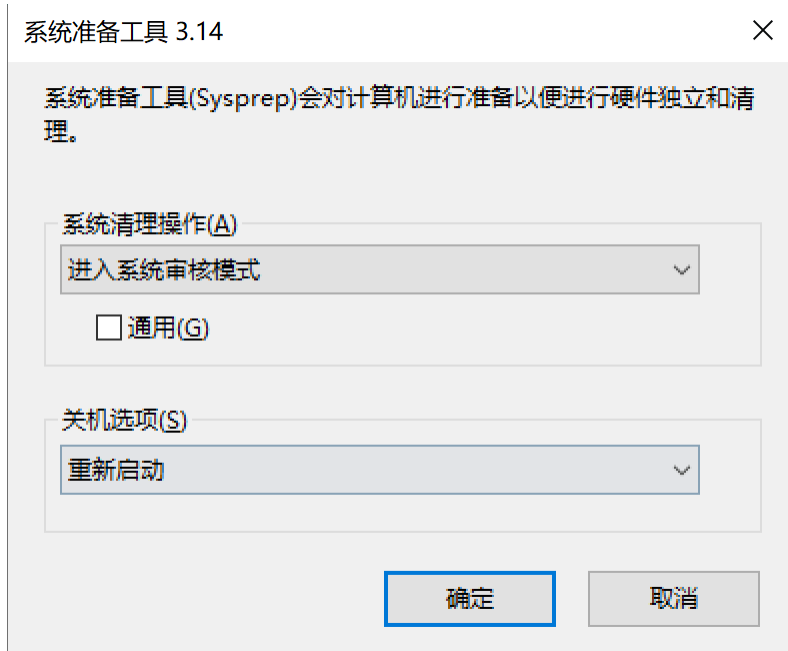 系统准备工具 3.14
系统准备工具(Sysprep)会对计算机进行准备以便进行硬件独立和清
理。
系统清理操作(A)
进入系统审核模式
通用(G)
关机选项(S)
重新启动
确定 取消